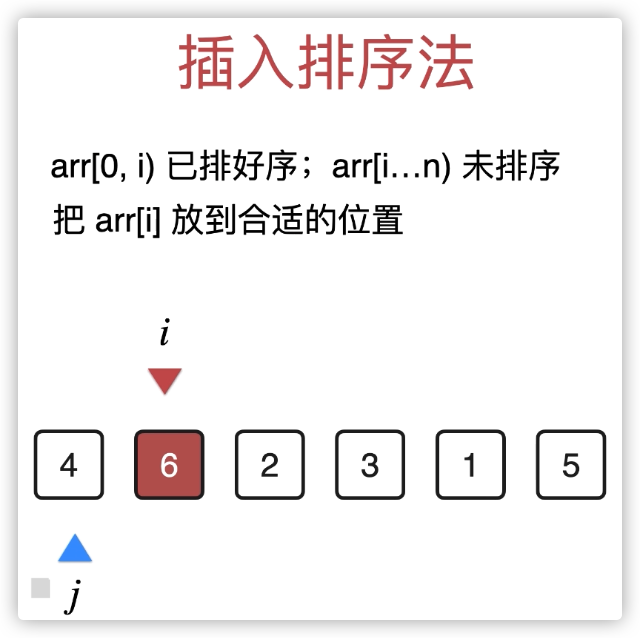 插入排序法
arr[0, i) 已排好序；arr[i…n) 未排序
把 arr[i] 放到合适的位置
i
4 6 2 3 1 5
j